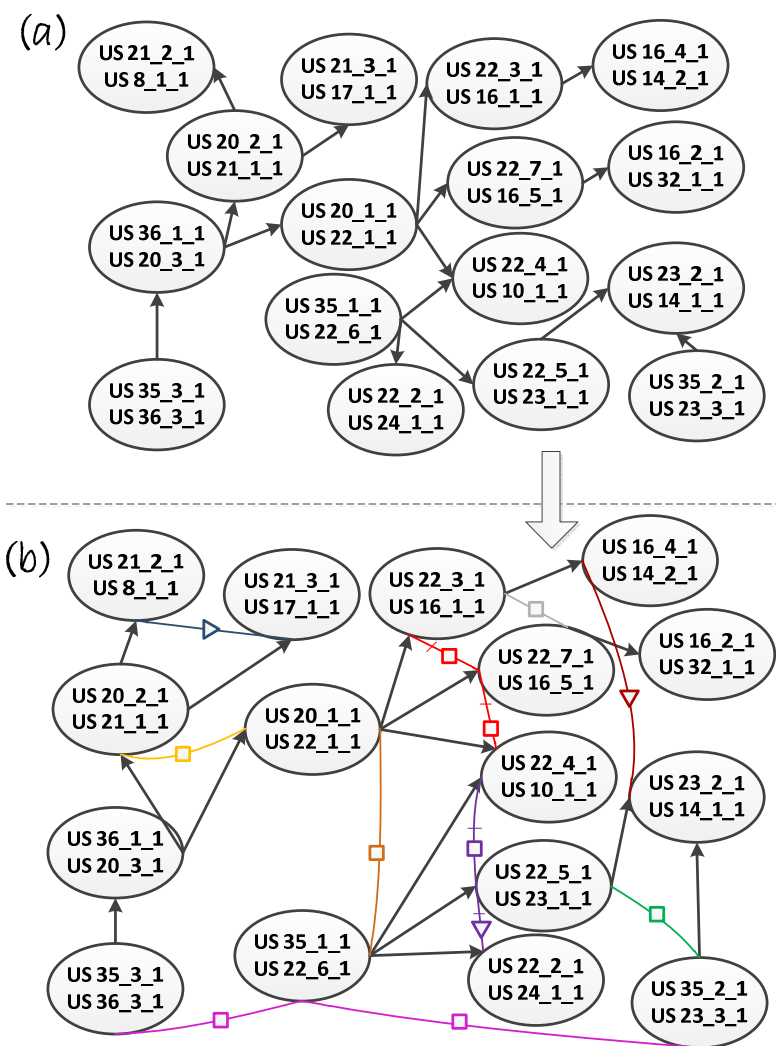 (a)
US 21_2_1
US 8_1_1
US 21_3_1
US 17_1_1
US 22_3_1
US 16_1_1
US 16_4_1
US 14_2_1
US 20_2_1
US 21_1_1
US 22_7_1
US 16_5_1
US 16_2_1
US 32_1_1
US 36_1_1
US 20_3_1
US 20_1_1
US 22_1_1
US 22_4_1
US 10_1_1
US 23_2_1
US 14_1_1
US 35_1_1
US 22_6_1
US 35_3_1
US 36_3_1
US 22_2_1
US 24_1_1
US 22_5_1
US 23_1_1
US 35_2_1
US 23_3_1
(b)
US 21_2_1
US 8_1_1
US 21_3_1
US 17_1_1
US 22_3_1
US 16_1_1
US 16_4_1
US 14_2_1
US 22_7_1
US 16_5_1
US 16_2_1
US 32_1_1
US 20_2_1
US 21_1_1
US 20_1_1
US 22_1_1
US 22_4_1
US 10_1_1
US 23_2_1
US 14_1_1
US 36_1_1
US 20_3_1
US 22_5_1
US 23_1_1
US 35_1_1
US 22_6_1
US 35_3_1
US 36_3_1
US 22_2_1
US 24_1_1
US 35_2_1
US 23_3_1